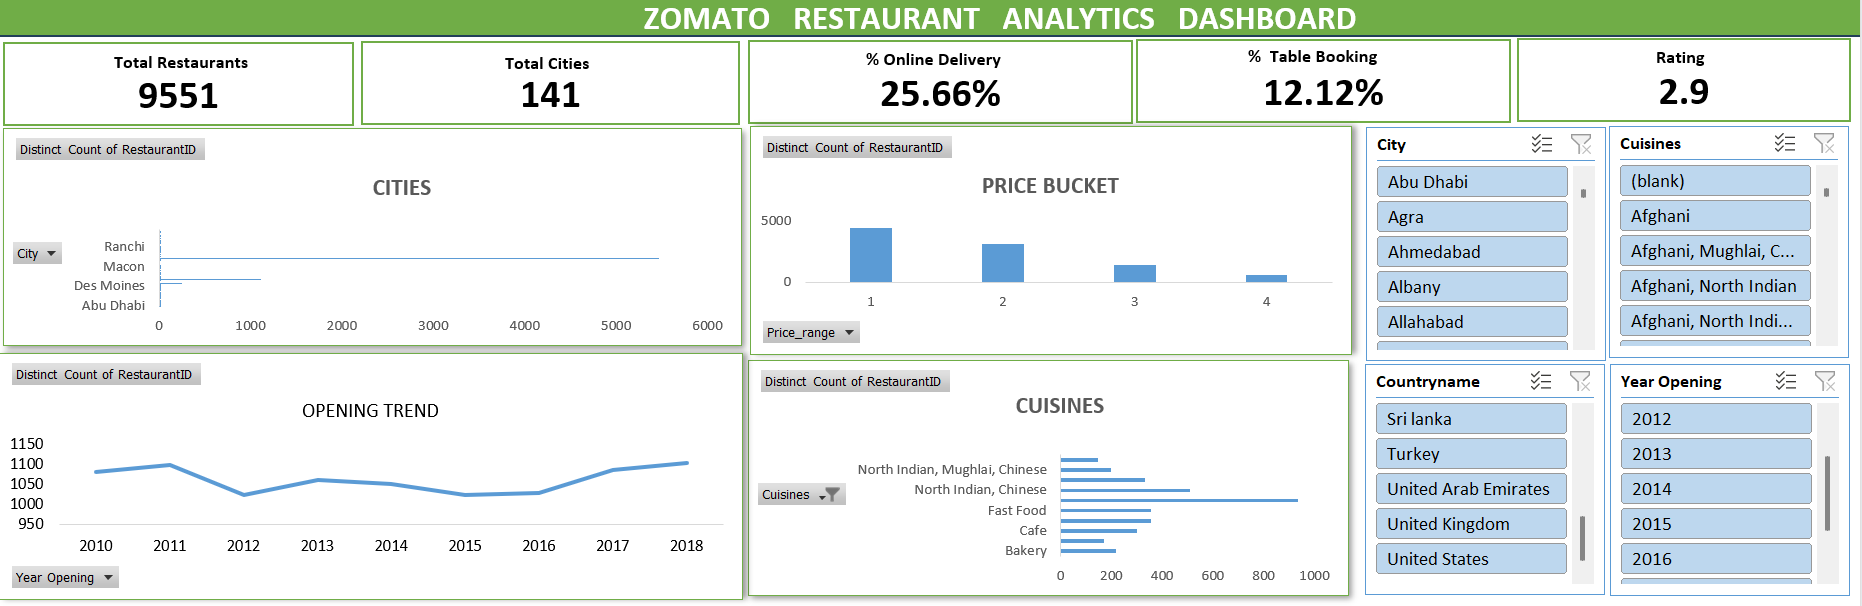 ZOMATO RESTAURANT ANALYTICS DASHBOARD
Total Restaurants
9551
Total Cities
141
% Online Delivery
25.66%
% Table Booking
12.12%
Rating
2.9
Distinct Count of RestaurantID
CITIES
City
Ranchi
Macon
Des Moines
Abu Dhabi
0 1000 2000 3000 4000 5000 6000
Distinct Count of RestaurantID
PRICE BUCKET
5000
0
1 2 3 4
Price_range
City
Abu Dhabi
Agra
Ahmedabad
Albany
Allahabad
Cuisines
(blank)
Afghani
Afghani, Mughlai, C...
Afghani, North Indian
Afghani, North Indi...
Distinct Count of RestaurantID
OPENING TREND
1150
1100
1050
1000
950
2010 2011 2012 2013 2014 2015 2016 2017 2018
Year Opening
Distinct Count of RestaurantID
CUISINES
Cuisines
North Indian, Mughlai, Chinese
North Indian, Chinese
Fast Food
Cafe
Bakery
0 200 400 600 800 1000
Countryname
Sri lanka
Turkey
United Arab Emirates
United Kingdom
United States
Year Opening
2012
2013
2014
2015
2016